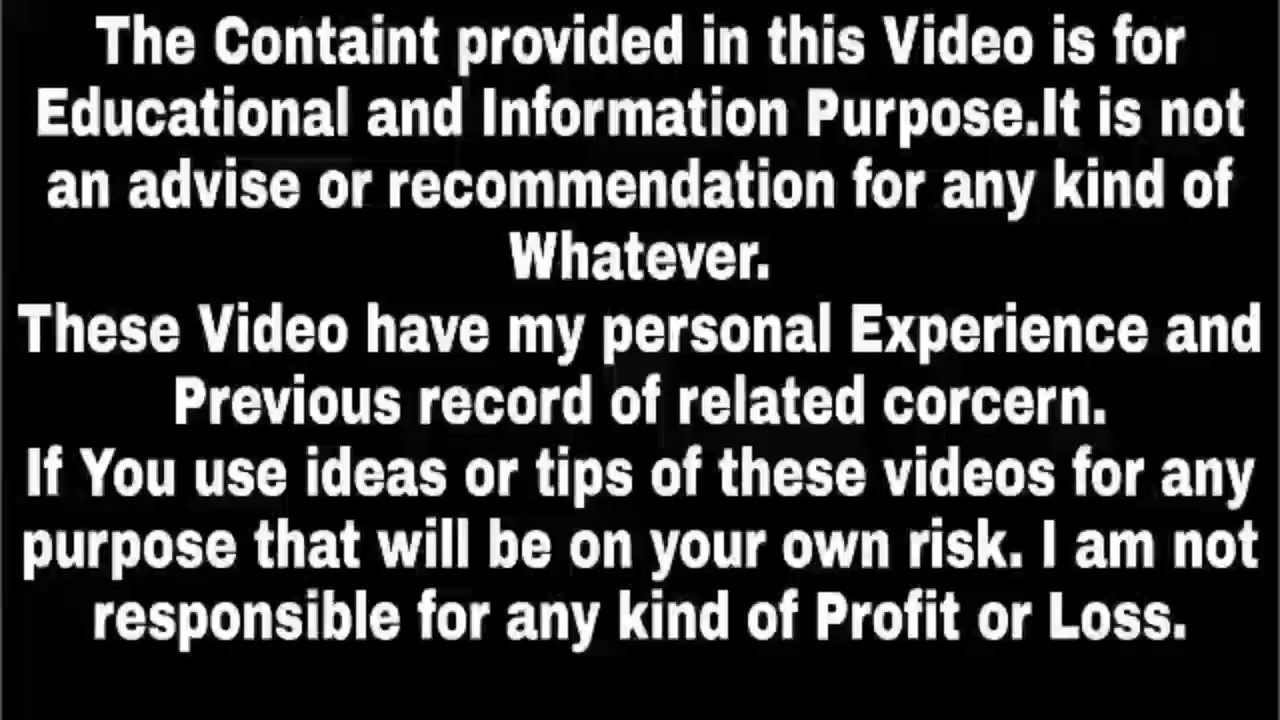 The Containt provided in this Video is for
Educational and Information Purpose.It is not
an advise or recommendation for any kind of
Whatever.
These Video have my personal Experience and
Previous record of related corcern.
If You use ideas or tips of these videos for any
purpose that will be on your own risk. I am not
responsible for any kind of Profit or Loss.